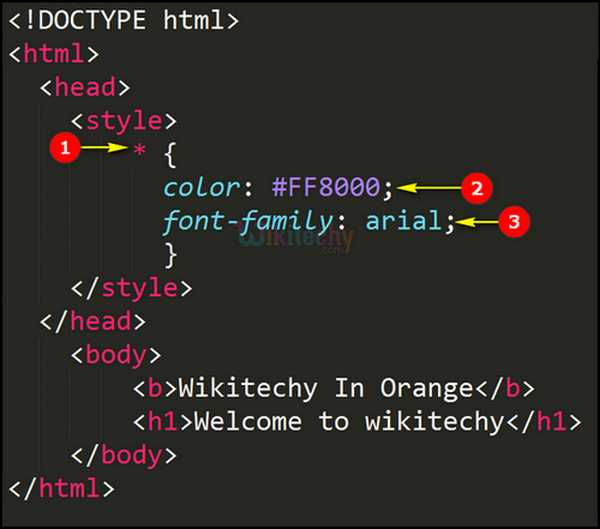 <!DOCTYPE html>
<html>
<head>
<style>
1 * {
color: #FF8000; 2
font-family: arial; 3
Wikitechy
.com
}
</style>
</head>
<body>
<b>Wikitechy In Orange</b>
<h1>Welcome to wikitechy</h1>
</body>
</html>